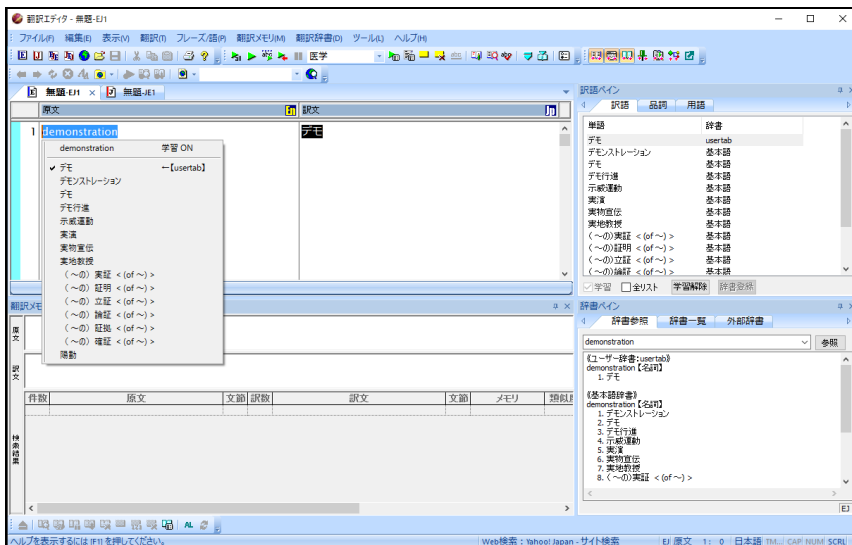 翻訳エディタ - 無題-EJ1
ファイル(F) 編集(E) 表示(V) 翻訳(T) フレーズ/語(P) 翻訳メモリ(M) 翻訳辞書(D) ツール(L) ヘルプ(H)
医学
無題-EJ1 × 無題-JE1
原文 訳文
1 demonstration デモ
demonstration 学習 ON
✓ デモ ←【usertab】
デモンストレーション
デモ
デモ行進
示威運動
実演
実物宣伝
実地教授
(~の) 実証 < (of ~) >
(~の) 証明 < (of ~) >
(~の) 立証 < (of ~) >
(~の) 論証 < (of ~) >
(~の) 証拠 < (of ~) >
(~の) 確証 < (of ~) >
陽動
翻訳メモ
原文
訳文
件数 原文 文節 訳数 訳文 文節 メモリ 類似度
検索結果
訳語ペイン
訳語 品詞 用語
単語 辞書
デモ usertab
デモンストレーション 基本語
デモ 基本語
デモ行進 基本語
示威運動 基本語
実演 基本語
実物宣伝 基本語
実地教授 基本語
(~の)実証 < (of ~) > 基本語
(~の)証明 < (of ~) > 基本語
(~の)立証 < (of ~) > 基本語
(~の)論証 < (of ~) > 基本語
学習 全リスト 学習解除 辞書登録
辞書ペイン
辞書参照 辞書一覧 外部辞書
demonstration 参照
《ユーザー辞書:usertab》
demonstration【名詞】
1. デモ
《基本語辞書》
demonstration【名詞】
1. デモンストレーション
2. デモ
3. デモ行進
4. 示威運動
5. 実演
6. 実物宣伝
7. 実地教授
8. (~の)実証 < (of ~) >
EJ
AL
ヘルプを表示するには [F1] を押してください。 Web検索:Yahoo! Japan - サイト検索 EJ 原文 1: 0 日本語 TM... CAP NUM SCRL